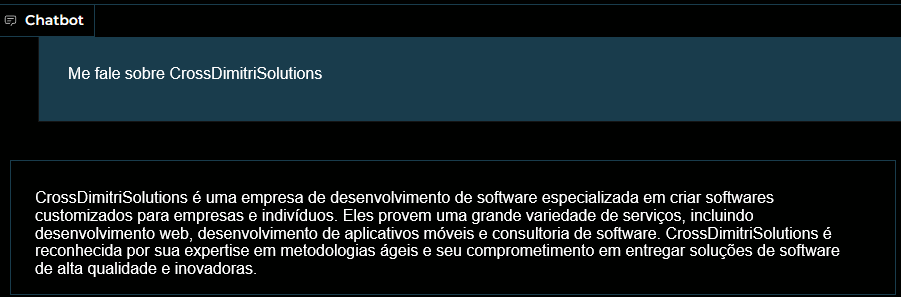 Chatbot
Me fale sobre CrossDimitriSolutions
CrossDimitriSolutions é uma empresa de desenvolvimento de software especializada em criar softwares
customizados para empresas e indivíduos. Eles provem uma grande variedade de serviços, incluindo
desenvolvimento web, desenvolvimento de aplicativos móveis e consultoria de software. CrossDimitriSolutions é
reconhecida por sua expertise em metodologias ágeis e seu comprometimento em entregar soluções de software
de alta qualidade e inovadoras.